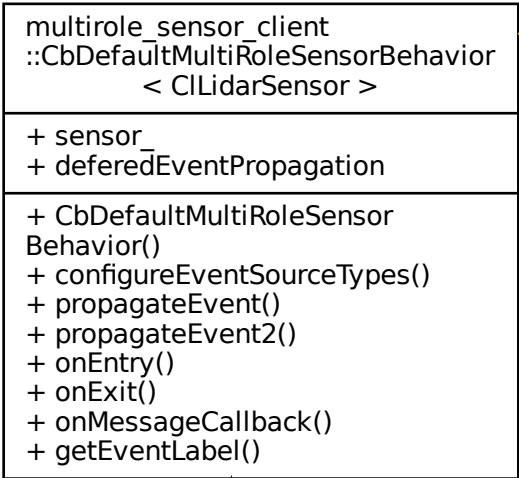 multirole_sensor_client
::CbDefaultMultiRoleSensorBehavior
< ClLidarSensor >
+ sensor_
+ deferedEventPropagation
+ CbDefaultMultiRoleSensor
Behavior()
+ configureEventSourceTypes()
+ propagateEvent()
+ propagateEvent2()
+ onEntry()
+ onExit()
+ onMessageCallback()
+ getEventLabel()